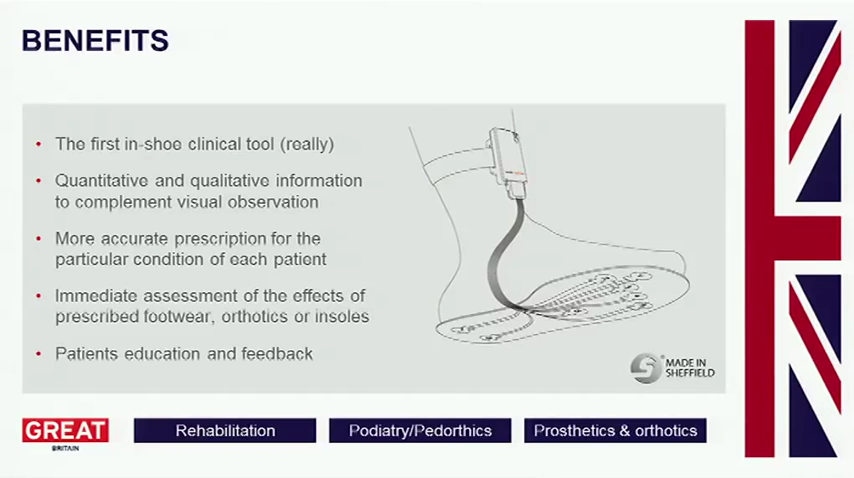 BENEFITS
• The first in-shoe clinical tool (really)
• Quantitative and qualitative information
to complement visual observation
• More accurate prescription for the
particular condition of each patient
• Immediate assessment of the effects of
prescribed footwear, orthotics or insoles
• Patients education and feedback
MADE IN
SHEFFIELD
GREAT
BRITAIN
Rehabilitation
Podiatry/Pedorthics
Prosthetics & orthotics